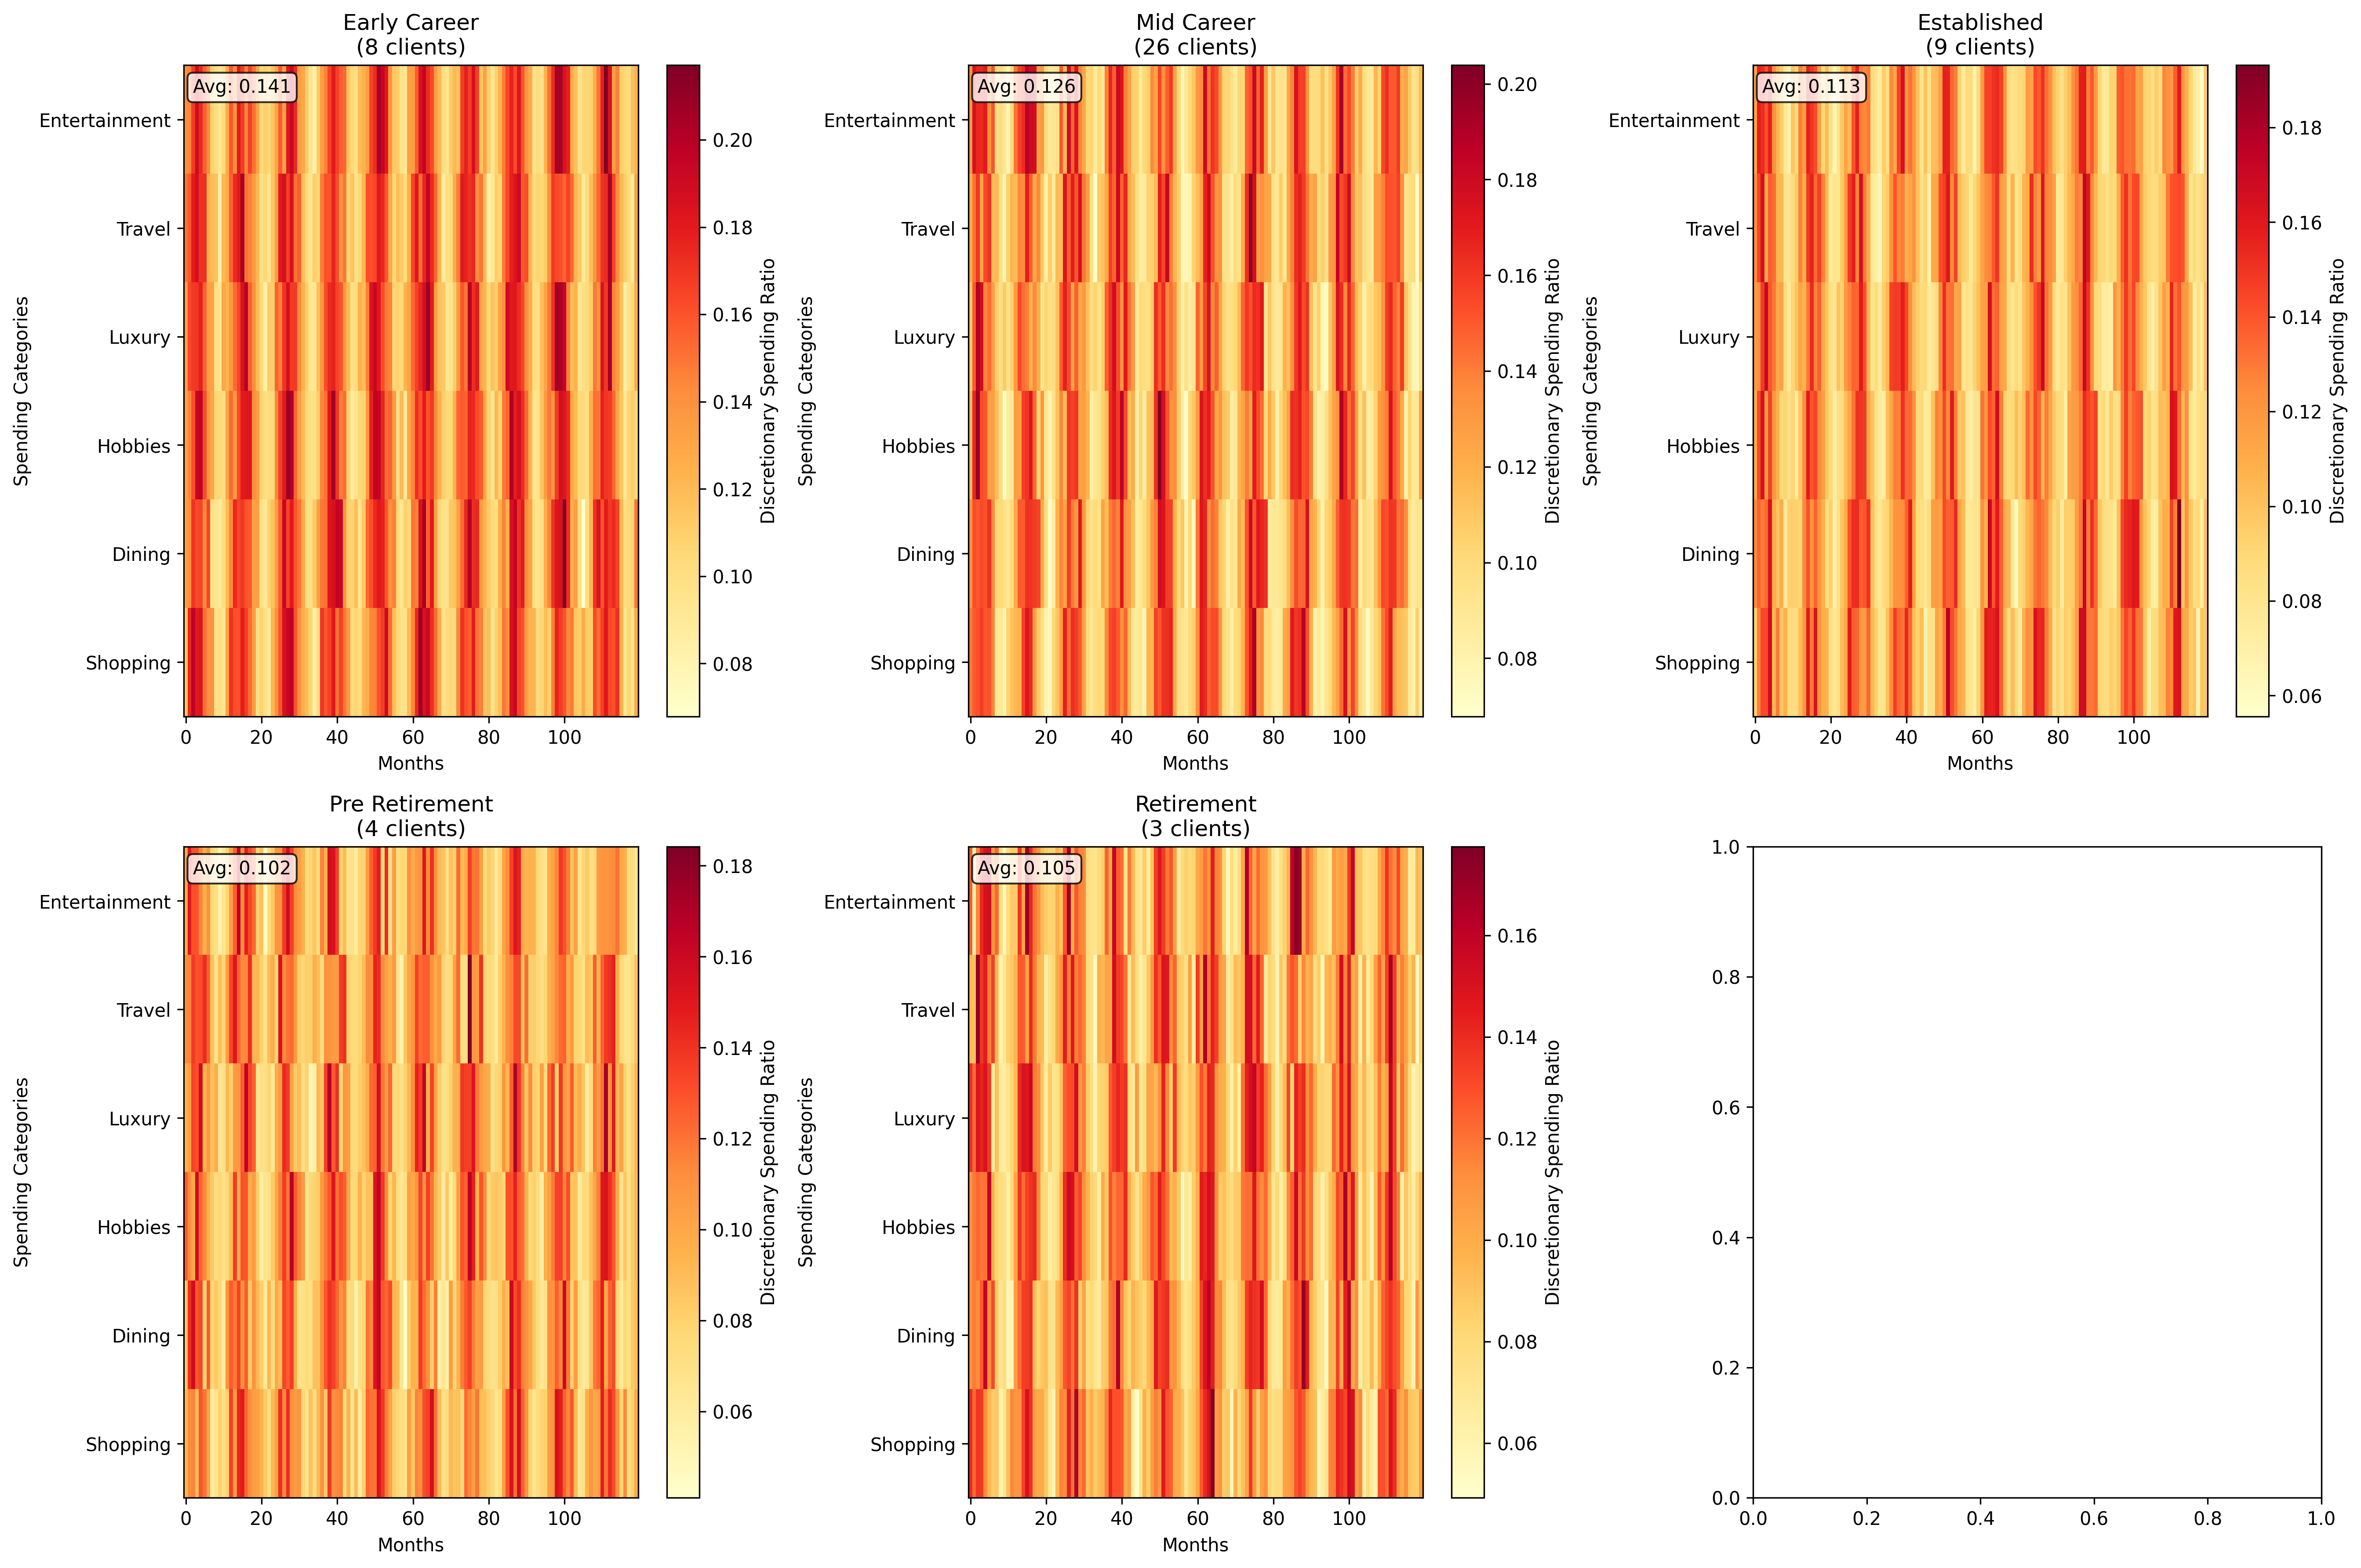 Early Career
(8 clients)
Avg: 0.141
Entertainment
Travel
Luxury
Hobbies
Dining
Shopping
Spending Categories
0 20 40 60 80 100
Months
0.20
0.18
0.16
0.14
0.12
0.10
0.08
Discretionary Spending Ratio
Mid Career
(26 clients)
Avg: 0.126
Entertainment
Travel
Luxury
Hobbies
Dining
Shopping
Spending Categories
0 20 40 60 80 100
Months
0.20
0.18
0.16
0.14
0.12
0.10
0.08
Discretionary Spending Ratio
Established
(9 clients)
Avg: 0.113
Entertainment
Travel
Luxury
Hobbies
Dining
Shopping
Spending Categories
0 20 40 60 80 100
Months
0.18
0.16
0.14
0.12
0.10
0.08
0.06
Discretionary Spending Ratio
Pre Retirement
(4 clients)
Avg: 0.102
Entertainment
Travel
Luxury
Hobbies
Dining
Shopping
Spending Categories
0 20 40 60 80 100
Months
0.18
0.16
0.14
0.12
0.10
0.08
0.06
Discretionary Spending Ratio
Retirement
(3 clients)
Avg: 0.105
Entertainment
Travel
Luxury
Hobbies
Dining
Shopping
Spending Categories
0 20 40 60 80 100
Months
0.16
0.14
0.12
0.10
0.08
0.06
Discretionary Spending Ratio
1.0
0.8
0.6
0.4
0.2
0.0
0.0 0.2 0.4 0.6 0.8 1.0